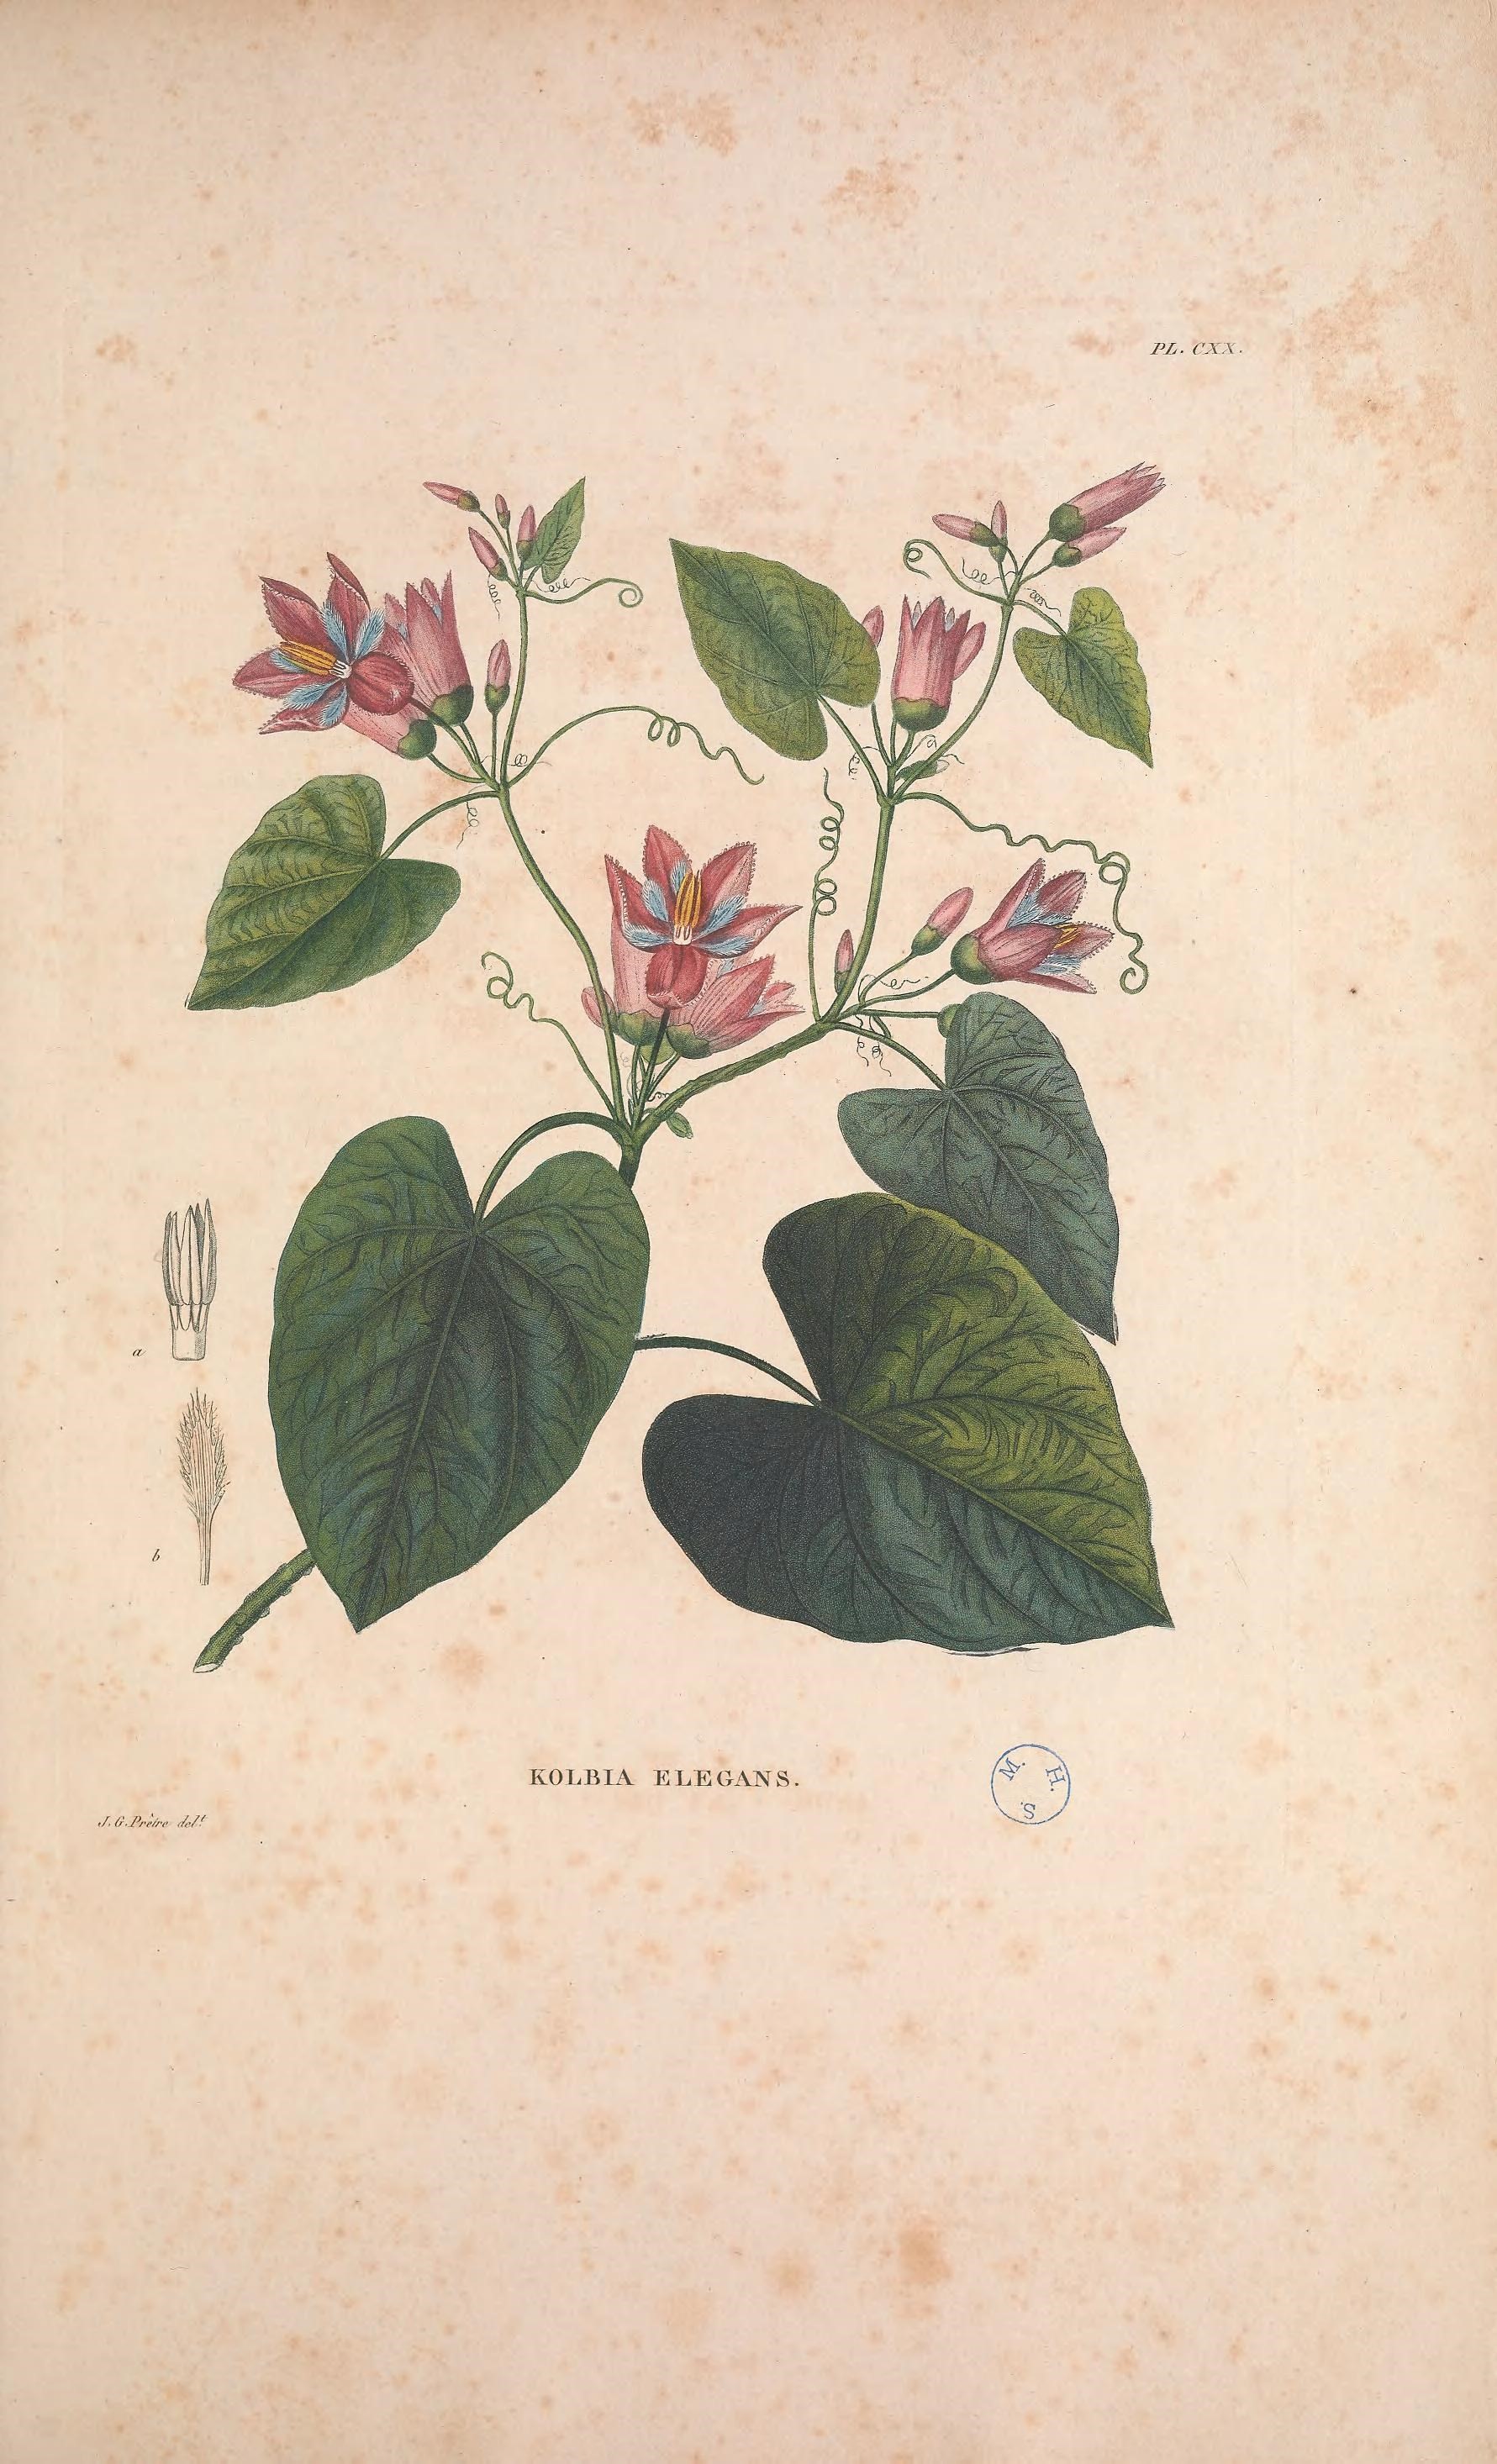 PL. CXX.
a
b
KOLBIA ELEGANS.
M. H. S.
J. G. Prêtre del.t